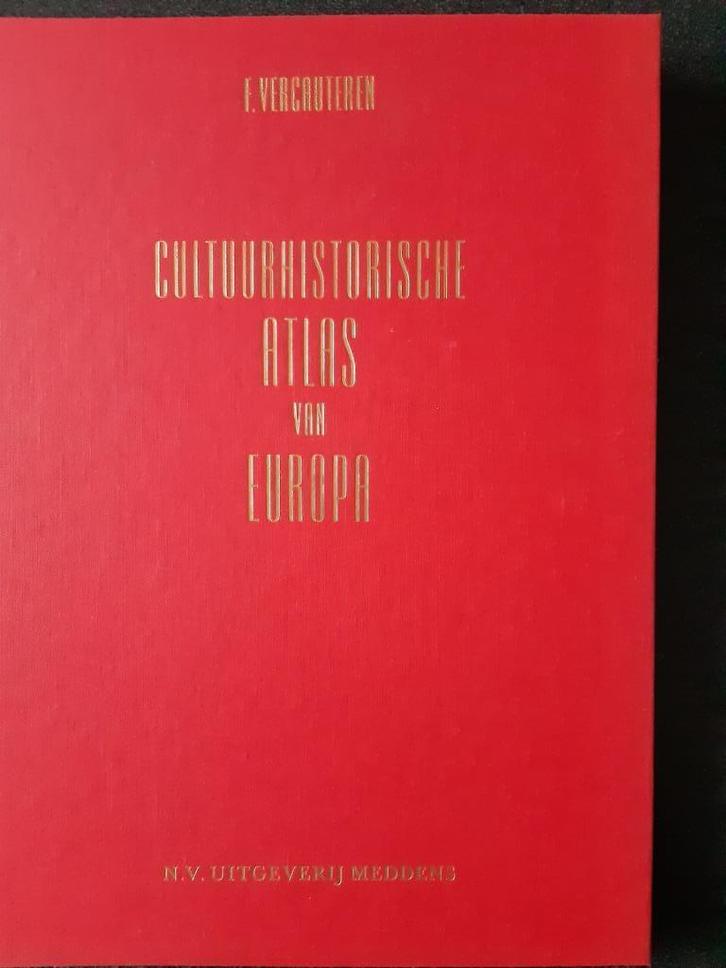 F. VERCAUTEREN
CULTUURHISTORISCHE
ATLAS
VAN
EUROPA
N.V. UITGEVERIJ MEDDENS